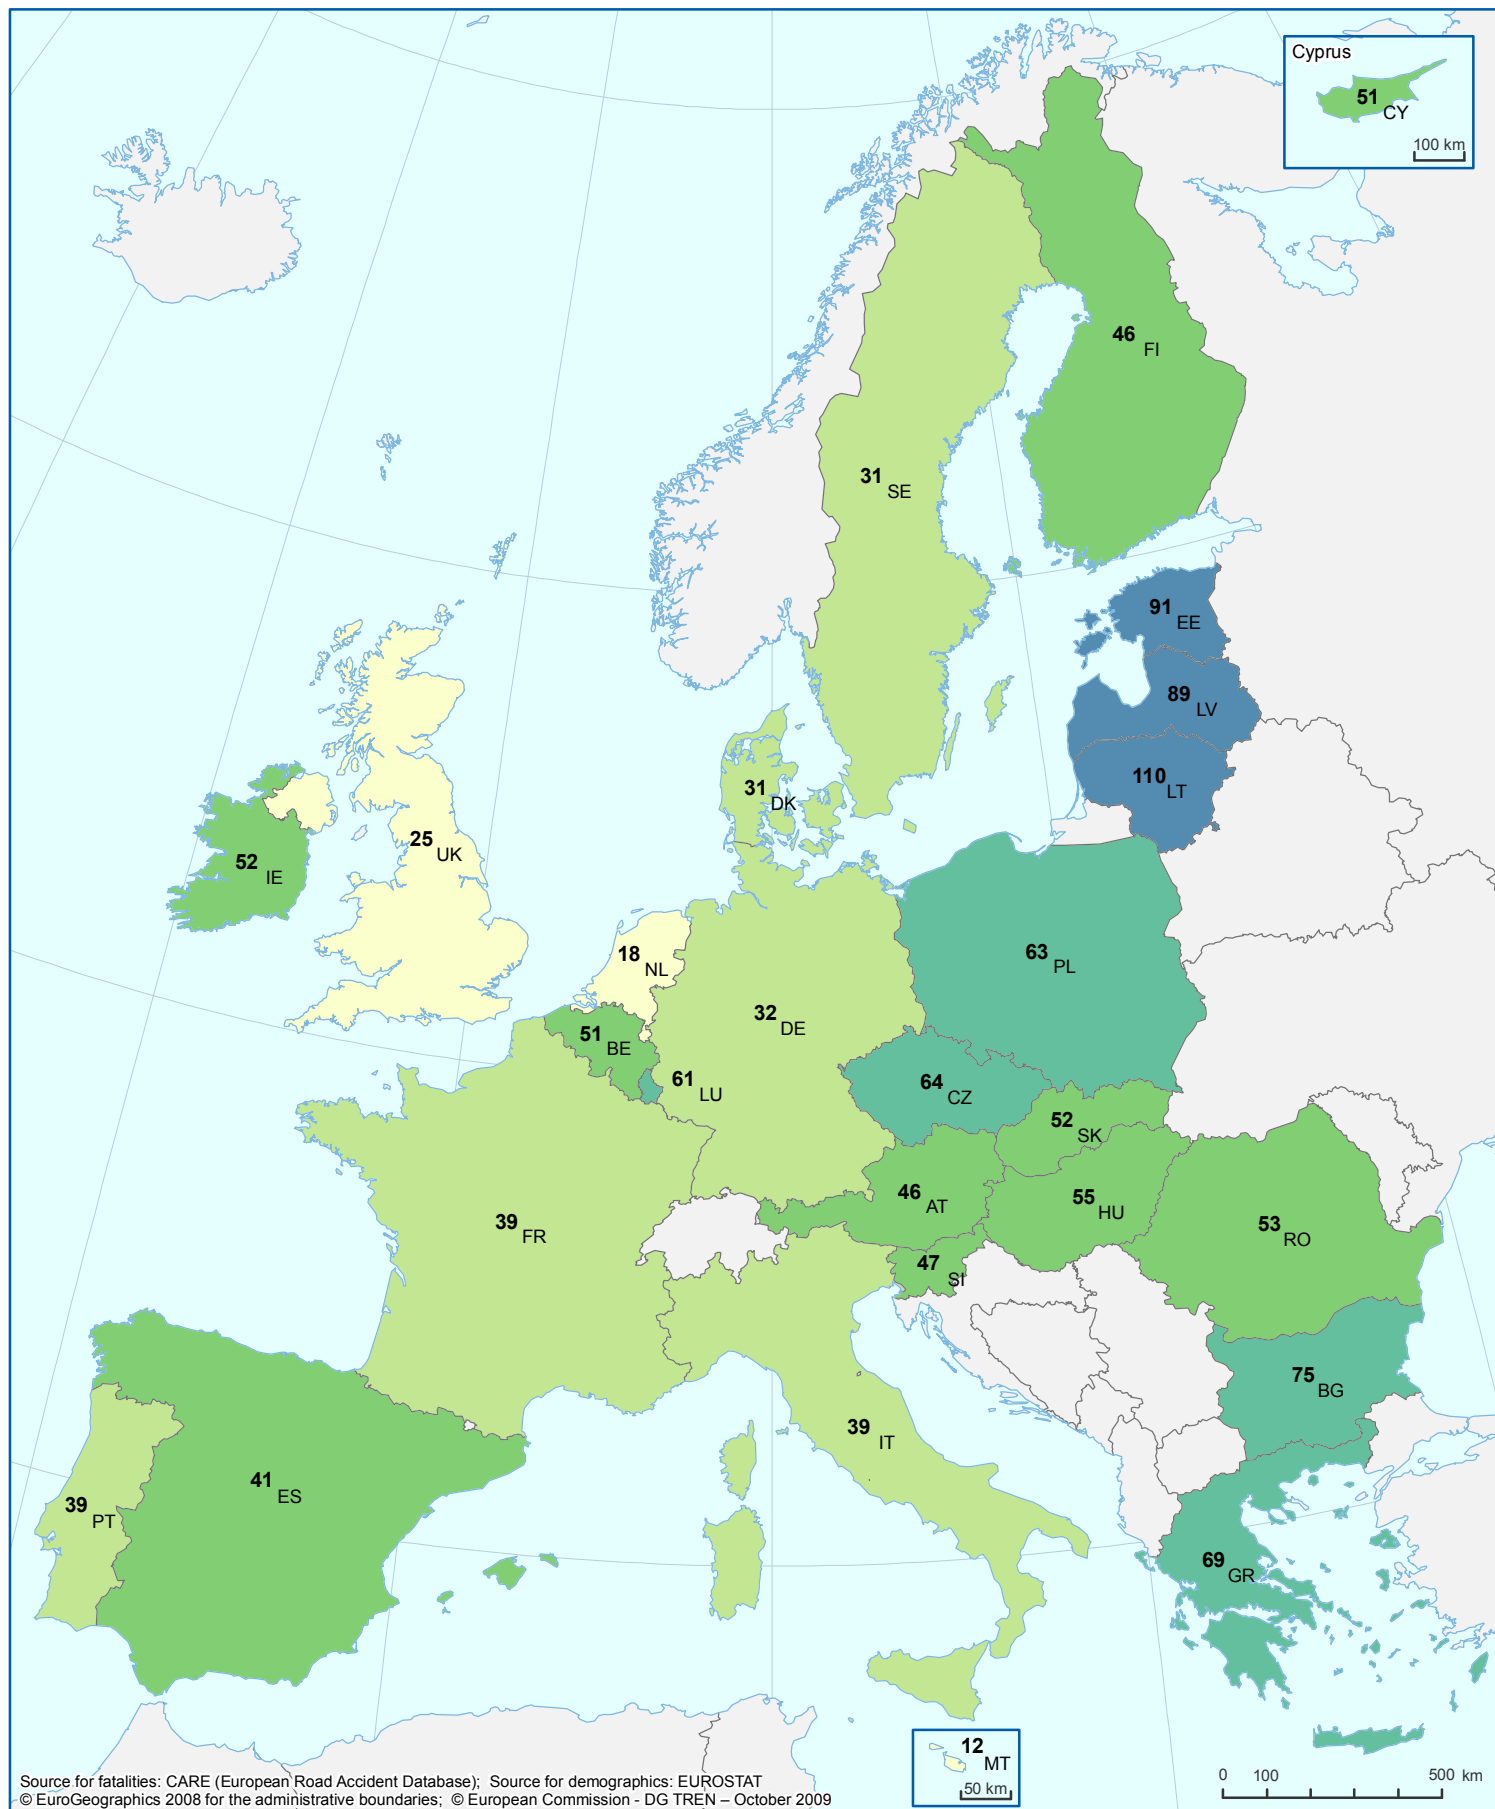 Cyprus
51 CY
100 km
46 FI
31 SE
91 EE
89 LV
110 LT
31 DK
25 UK
52 IE
18 NL
63 PL
32 DE
51 BE
61 LU
64 CZ
52 SK
46 AT
55 HU
39 FR
53 RO
47 SI
75 BG
39 IT
41 ES
39 PT
69 GR
12 MT
50 km
0 100 500 km
Source for fatalities: CARE (European Road Accident Database); Source for demographics: EUROSTAT
© EuroGeographics 2008 for the administrative boundaries; © European Commission - DG TREN – October 2009